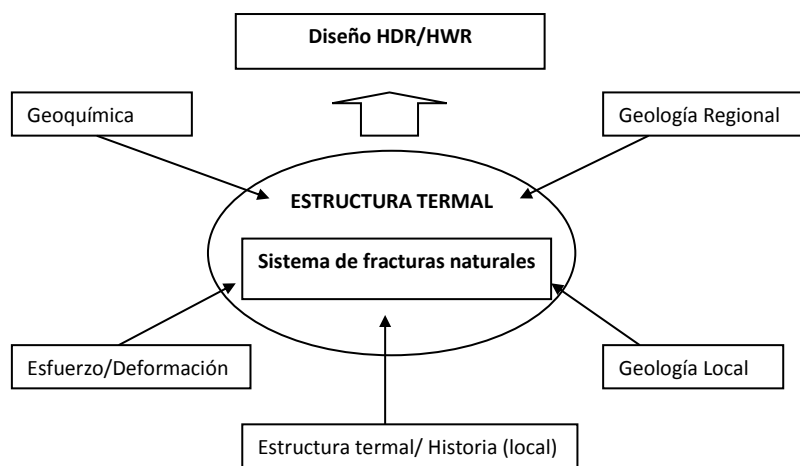 Diseño HDR/HWR
Geoquímica
Geología Regional
ESTRUCTURA TERMAL
Sistema de fracturas naturales
Esfuerzo/Deformación
Geología Local
Estructura termal/ Historia (local)